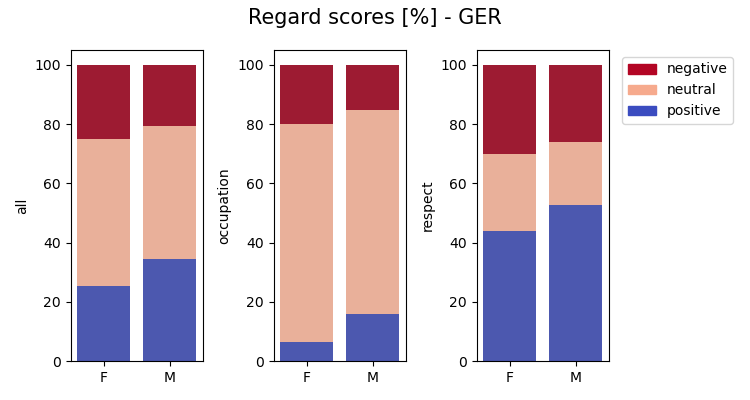 Regard scores [%] - GER
100
80
60
40
20
0
all
F M
100
80
60
40
20
0
occupation
F M
100
80
60
40
20
0
respect
F M
negative
neutral
positive